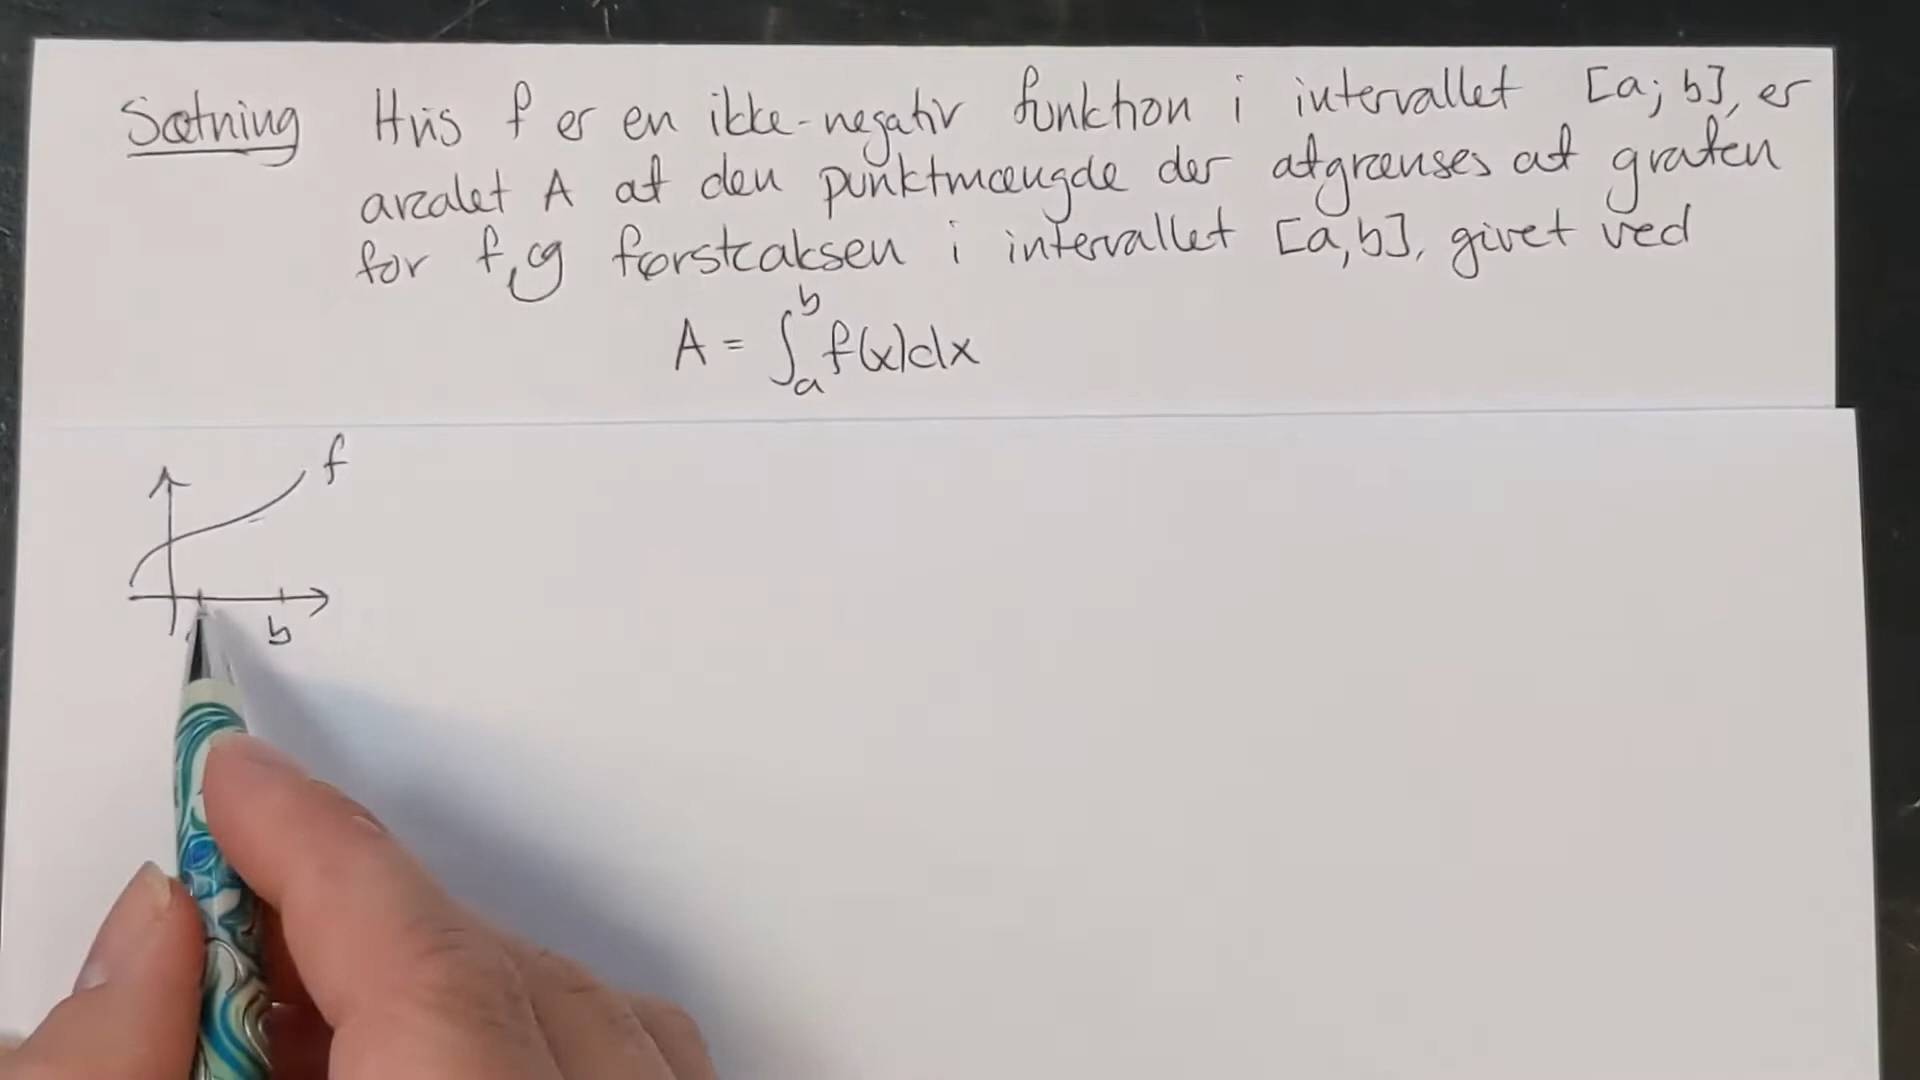 Sætning Hvis f er en ikke-negativ funktion i intervallet [a; b], er
arealet A af den punktmængde der afgrænses af grafen
for f, og førsteaksen i intervallet [a, b], givet ved
A = ∫_a^b f(x)dx
f
b